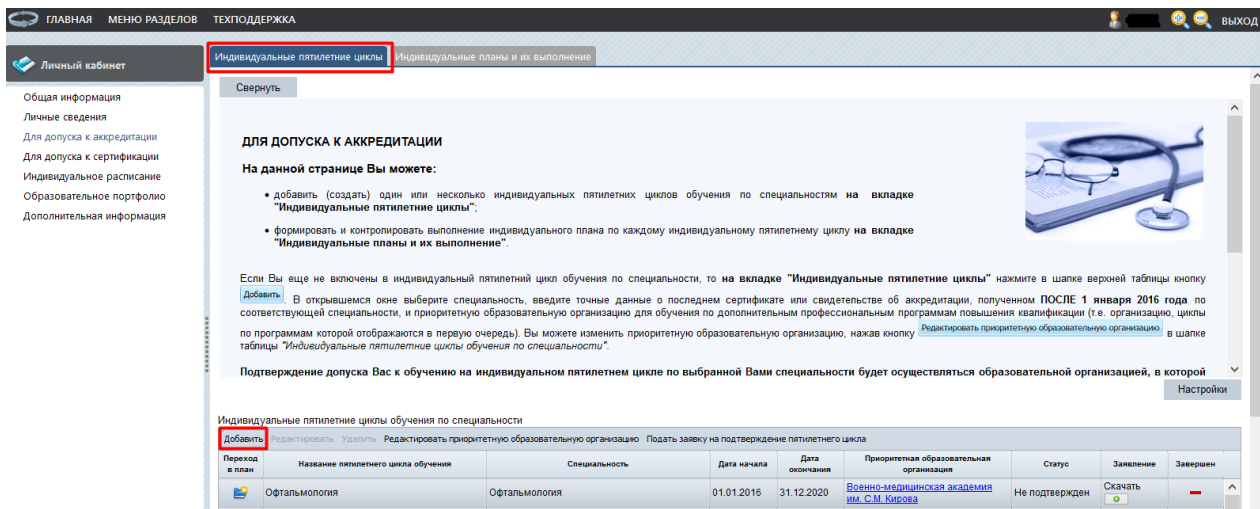 ГЛАВНАЯ МЕНЮ РАЗДЕЛОВ ТЕХПОДДЕРЖКА ВЫХОД
Личный кабинет
Общая информация
Личные сведения
Для допуска к аккредитации
Для допуска к сертификации
Индивидуальное расписание
Образовательное портфолио
Дополнительная информация
Индивидуальные пятилетние циклы Индивидуальные планы и их выполнение
Свернуть
ДЛЯ ДОПУСКА К АККРЕДИТАЦИИ
На данной странице Вы можете:
• добавить (создать) один или несколько индивидуальных пятилетних циклов обучения по специальностям на вкладке
"Индивидуальные пятилетние циклы";
• формировать и контролировать выполнение индивидуального плана по каждому индивидуальному пятилетнему циклу на вкладке
"Индивидуальные планы и их выполнение".
Если Вы еще не включены в индивидуальный пятилетний цикл обучения по специальности, то на вкладке "Индивидуальные пятилетние циклы" нажмите в шапке верхней таблицы кнопку
Добавить . В открывшемся окне выберите специальность, введите точные данные о последнем сертификате или свидетельстве об аккредитации, полученном ПОСЛЕ 1 января 2016 года по
соответствующей специальности, и приоритетную образовательную организацию для обучения по дополнительным профессиональным программам повышения квалификации (т.е. организацию, циклы
по программам которой отображаются в первую очередь). Вы можете изменить приоритетную образовательную организацию, нажав кнопку Редактировать приоритетную образовательную организацию в шапке
таблицы "Индивидуальные пятилетние циклы обучения по специальности".
Подтверждение допуска Вас к обучению на индивидуальном пятилетнем цикле по выбранной Вами специальности будет осуществляться образовательной организацией, в которой
Настройки
Индивидуальные пятилетние циклы обучения по специальности
Добавить Редактировать Удалить Редактировать приоритетную образовательную организацию Подать заявку на подтверждение пятилетнего цикла
Переход в план Название пятилетнего цикла обучения Специальность Дата начала Дата окончания Приоритетная образовательная организация Статус Заявление Завершен
Офтальмология Офтальмология 01.01.2016 31.12.2020 Военно-медицинская академия им. С.М. Кирова Не подтвержден Скачать